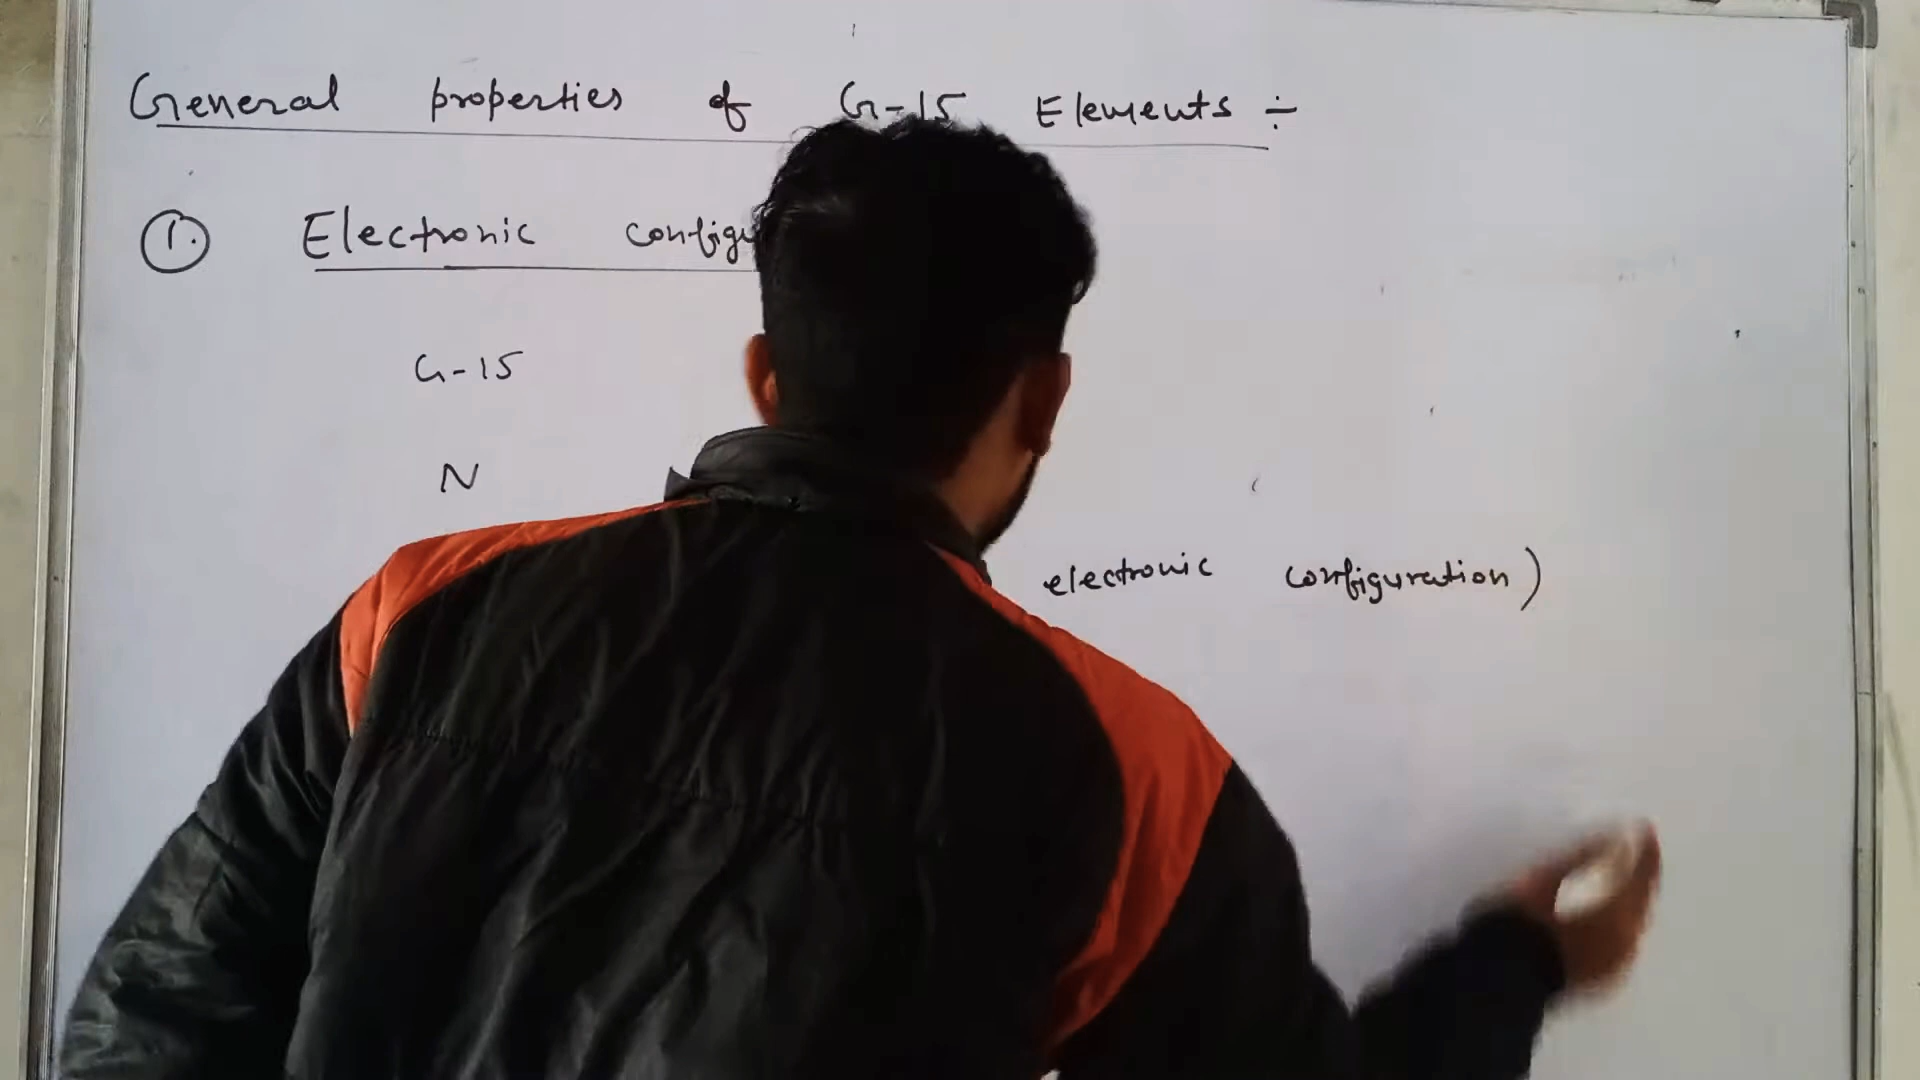 General properties of G-15 Elements ÷
1. Electronic
G-15
N
electronic configuration)